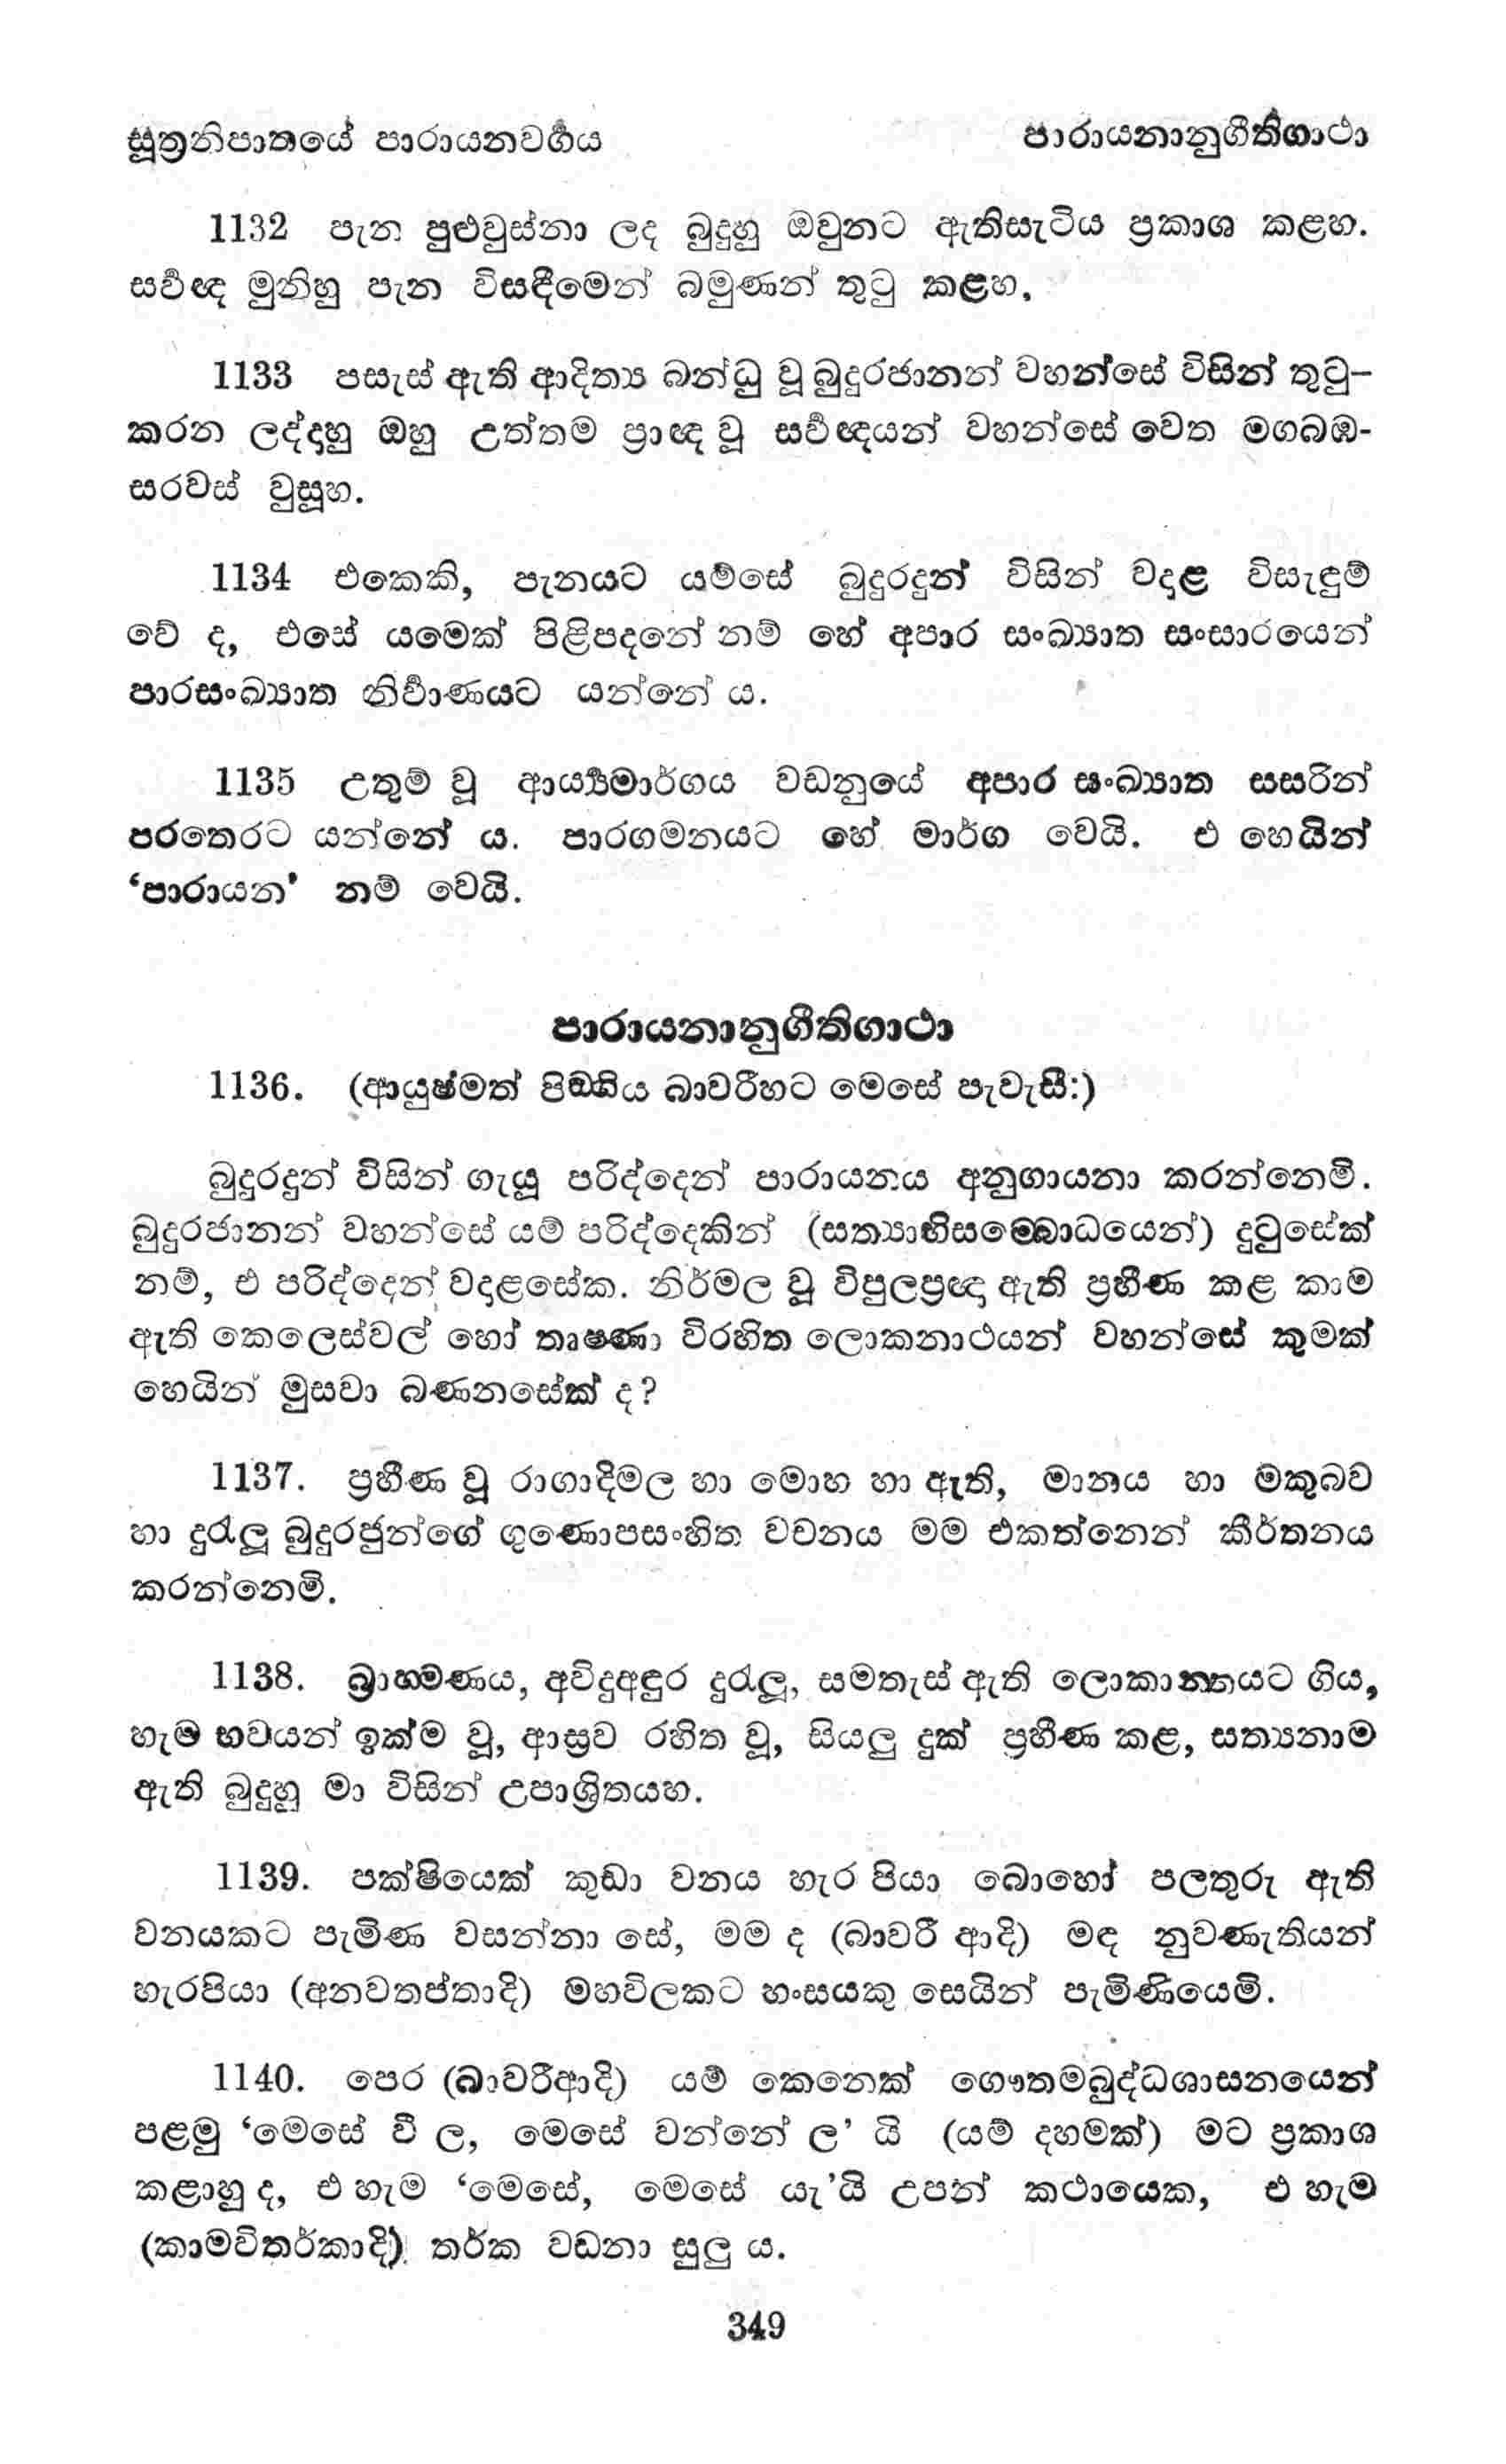 සූත්‍රනිපාතයේ පාරායනවර්‍ගය
පාරායනානුගීතිගාථා
1132 පැන පුළුවුස්නා ලද බුදුහු ඔවුනට ඇතිසැටිය ප්‍රකාශ කළහ.
සර්‍වඥ මුනිහු පැන විසඳීමෙන් බමුණන් තුටු කළහ.
1133 පසැස් ඇති ආදිත්‍ය බන්ධු වූ බුදුරජානන් වහන්සේ විසින් තුටු-
කරන ලද්දාහු ඔහු උත්තම ප්‍රාඥ වූ සර්‍වඥයන් වහන්සේ වෙත මගබඹ-
සරවස් වුසූහ.
1134 එකෙකි, පැනයට යම්සේ බුදුරදුන් විසින් වදාළ විසැඳුම්
වේ ද, එසේ යමෙක් පිළිපදනේ නම් හේ අපාර සංඛ්‍යාත සංසාරයෙන්
පාරසංඛ්‍යාත නිර්‍වාණයට යන්නේ ය.
1135 උතුම් වූ ආර්‍ය්‍යමාර්ගය වඩනුයේ අපාර සංඛ්‍යාත සසරින්
පරතෙරට යන්නේ ය. පාරගමනයට හේ මාර්ග වෙයි. එ හෙයින්
‘පාරායන’ නම් වෙයි.
පාරායනානුගීතිගාථා
1136. (ආයුෂ්මත් පිඞ්ගිය බාවරීහට මෙසේ පැවැසී:)
බුදුරදුන් විසින් ගැයූ පරිද්දෙන් පාරායනය අනුගායනා කරන්නෙමි.
බුදුරජානන් වහන්සේ යම් පරිද්දෙකින් (සත්‍යාභිසම්බොධයෙන්) දුටුසේක්
නම්, එ පරිද්දෙන් වදාළසේක. නිර්මල වූ විපුලප්‍රඥා ඇති ප්‍රහීණ කළ කාම
ඇති කෙලෙස්වල් හෝ තෘෂ්ණා විරහිත ලොකනාථයන් වහන්සේ කුමක්
හෙයින් මුසවා බණනසේක් ද?
1137. ප්‍රහීණ වූ රාගාදිමල හා මොහ හා ඇති, මානය හා මකුබව
හා දුරැලූ බුදුරජුන්ගේ ගුණොපසංහිත වචනය මම එකත්නෙන් කීර්තනය
කරන්නෙමි.
1138. බ්‍රාහ්මණය, අවිදුඅඳුර දුරැලූ, සමතැස් ඇති ලොකාන්තයට ගිය,
හැම භවයන් ඉක්ම වූ, ආස්‍රව රහිත වූ, සියලු දුක් ප්‍රහීණ කළ, සත්‍යනාම
ඇති බුදුහු මා විසින් උපාශ්‍රිතයහ.
1139. පක්ෂියෙක් කුඩා වනය හැර පියා බොහෝ පලතුරු ඇති
වනයකට පැමිණ වසන්නා සේ, මම ද (බාවරී ආදි) මඳ නුවණැතියන්
හැරපියා (අනවතප්තාදි) මහවිලකට හංසයකු සෙයින් පැමිණියෙමි.
1140. පෙර (බාවරීආදි) යම් කෙනෙක් ගෞතමබුද්ධශාසනයෙන්
පළමු ‘මෙසේ වී ල, මෙසේ වන්නේ ල’ යි (යම් දහමක්) මට ප්‍රකාශ
කළාහු ද, එ හැම ‘මෙසේ, මෙසේ යැ’යි උපන් කථායෙක, එ හැම
(කාමවිතර්කාදි) තර්ක වඩනා සුලු ය.
349